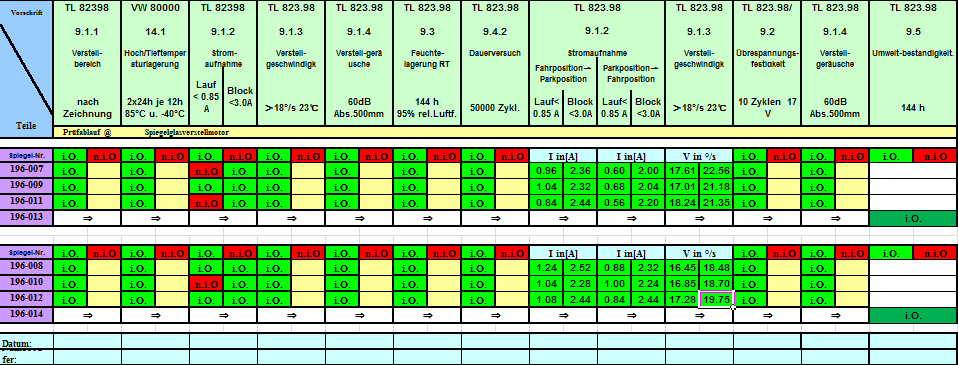 Vorschrift TL 82398 VW 80000 TL 82398 TL 823.98 TL 823.98 TL 823.98 TL 823.98 TL 823.98 TL 823.98 TL 823.98/ TL 823.98 TL 823.98
9.1.1 14.1 9.1.2 9.1.3 9.1.4 9.3 9.4.2 9.1.2 9.1.3 9.2 9.1.4 9.5
Verstell- Hoch/Tieftemper Strom- Verstell- Verstell-gerä Feuchte- Dauerversuch Stromaufnahme Verstell- Übrespannungs- Verstell- Umwelt-bestandigkeit.
bereich aturlagerung aufnahme geschwindigk usche lagerung RT geschwindigk festigkeit geräusche
Fahrposition→ Parkposition→
Parkposition Fahrposition
Lauf Block
nach 2x24h je 12h < 0.85 <3.0A >18°/s 23℃ 60dB 144 h 50000 Zykl. Lauf< Block Lauf< Block >18°/s 23℃ 10 Zyklen 17 60dB 144 h
Zeichnung 85°C u. -40°C A Abs.500mm 95% rel.Luftf. 0.85 A <3.0A 0.85 A <3.0A V Abs.500mm
Teile
Prüfablauf @ Spiegelglasverstellmotor
Spiegel-Nr. i.O. n.i.O i.O. n.i.O i.O. n.i.O i.O. n.i.O i.O. n.i.O i.O. n.i.O i.O. n.i.O I in[A] I in[A] V in °/s i.O. n.i.O i.O. n.i.O i.O. n.i.O
196-007 i.O. i.O. n.i.O i.O. i.O. i.O. i.O. i.O. 0.96 2.36 0.60 2.00 17.61 22.56 i.O. i.O.
196-009 i.O. i.O. i.O. i.O. i.O. i.O. i.O. i.O. 1.04 2.32 0.68 2.04 17.01 21.18 i.O. i.O.
196-011 i.O. i.O. n.i.O i.O. i.O. i.O. i.O. i.O. 0.84 2.44 0.56 2.20 18.24 21.35 i.O. i.O.
196-013 ⇒ ⇒ ⇒ ⇒ ⇒ ⇒ ⇒ ⇒ ⇒ ⇒ ⇒ ⇒ i.O.
Spiegel-Nr. i.O. n.i.O i.O. n.i.O i.O. n.i.O i.O. n.i.O i.O. n.i.O i.O. n.i.O i.O. n.i.O I in[A] I in[A] V in °/s i.O. n.i.O i.O. n.i.O i.O. n.i.O
196-008 i.O. i.O. i.O. i.O. i.O. i.O. i.O. i.O. 1.24 2.52 0.88 2.32 16.45 18.48 i.O. i.O.
196-010 i.O. i.O. n.i.O i.O. i.O. i.O. i.O. i.O. 1.04 2.28 1.00 2.24 16.85 18.70 i.O. i.O.
196-012 i.O. i.O. i.O. i.O. i.O. i.O. i.O. i.O. 1.08 2.44 0.84 2.44 17.28 19.75 i.O. i.O.
196-014 ⇒ ⇒ ⇒ ⇒ ⇒ ⇒ ⇒ ⇒ ⇒ ⇒ ⇒ ⇒ i.O.
Datum:
fer: